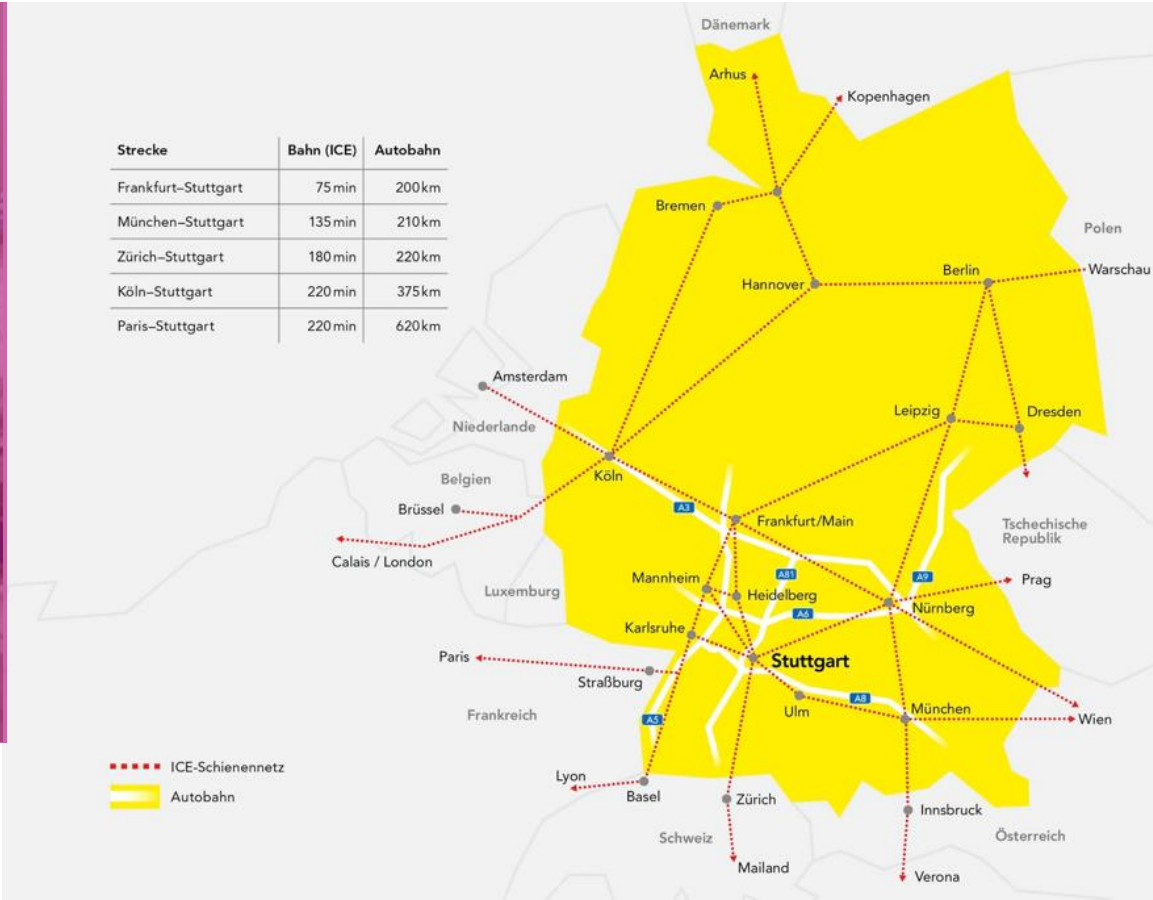 Dänemark
Arhus
Kopenhagen
Strecke Bahn (ICE) Autobahn
Frankfurt–Stuttgart 75 min 200 km
München–Stuttgart 135 min 210 km
Zürich–Stuttgart 180 min 220 km
Köln–Stuttgart 220 min 375 km
Paris–Stuttgart 220 min 620 km
Bremen
Polen
Hannover
Berlin
Warschau
Amsterdam
Niederlande
Leipzig
Dresden
Köln
Belgien
Brüssel
A3
Frankfurt/Main
Tschechische
Republik
Calais / London
Luxemburg
Mannheim
A81
Heidelberg
A9
Prag
A6
Nürnberg
Karlsruhe
Paris
Stuttgart
Straßburg
Frankreich
A5
Ulm
A8
München
Wien
ICE-Schienennetz
Autobahn
Lyon
Basel
Zürich
Innsbruck
Schweiz
Österreich
Mailand
Verona